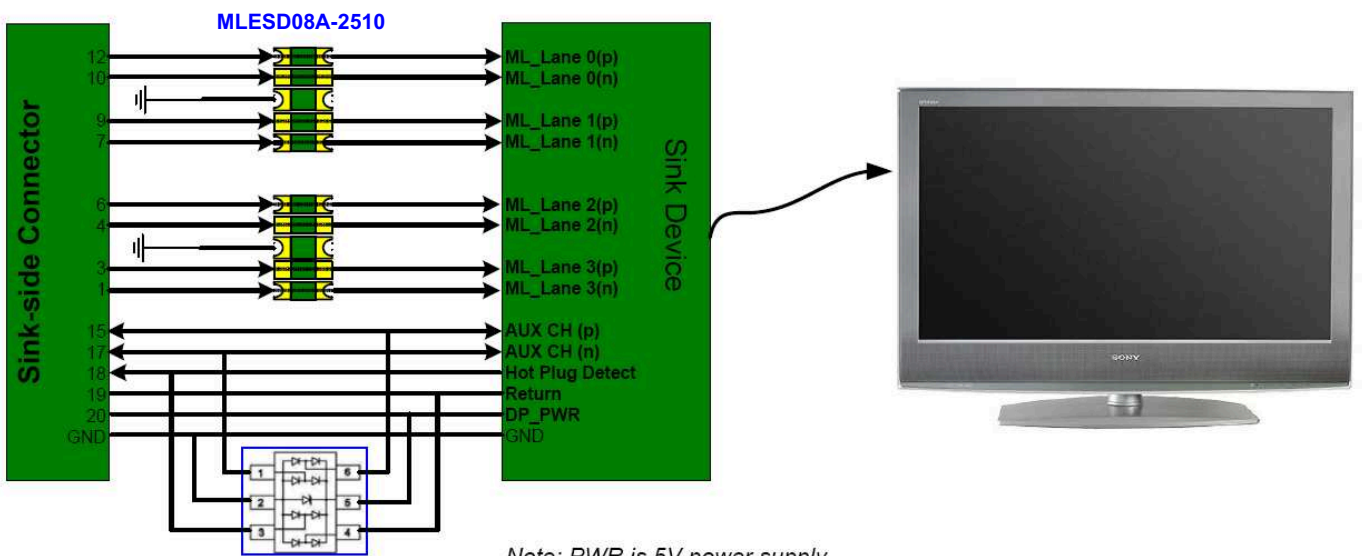 MLESD08A-2510
Sink-side Connector
12
10
9
7
6
4
3
1
15
17
18
19
20
GND
ML_Lane 0(p)
ML_Lane 0(n)
ML_Lane 1(p)
ML_Lane 1(n)
ML_Lane 2(p)
ML_Lane 2(n)
ML_Lane 3(p)
ML_Lane 3(n)
AUX CH (p)
AUX CH (n)
Hot Plug Detect
Return
DP_PWR
GND
Sink Device
SONY
1
2
3
6
5
4
Note: PWR is 5V power supply